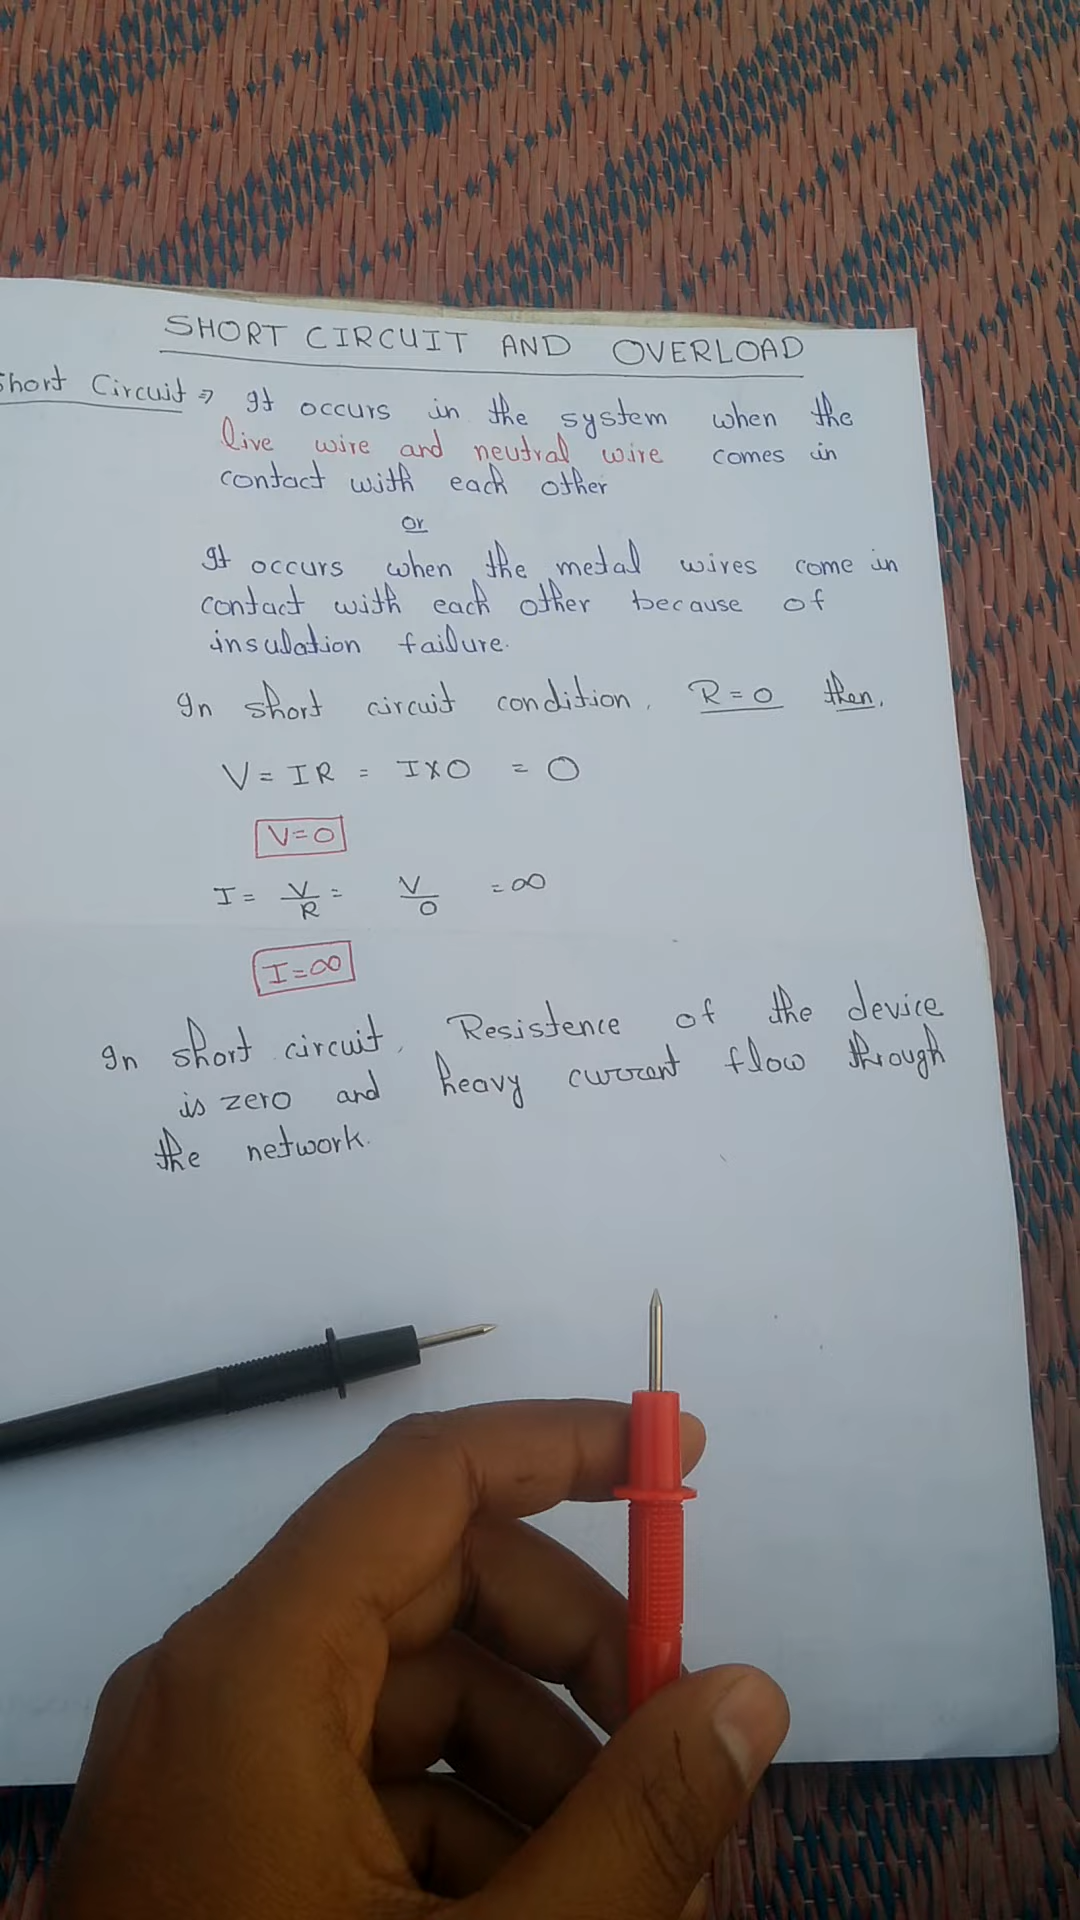 SHORT CIRCUIT AND OVERLOAD
Short Circuit ⇒ It occurs in the system when the
live wire and neutral wire comes in
contact with each other
or
It occurs when the metal wires come in
contact with each other because of
insulation failure.
In short circuit condition, R=0 then,
V = IR = I×0 = 0
V=0
I = V/R = V/0 = ∞
I=∞
In short circuit, Resistence of the device
is zero and heavy current flow through
the network.